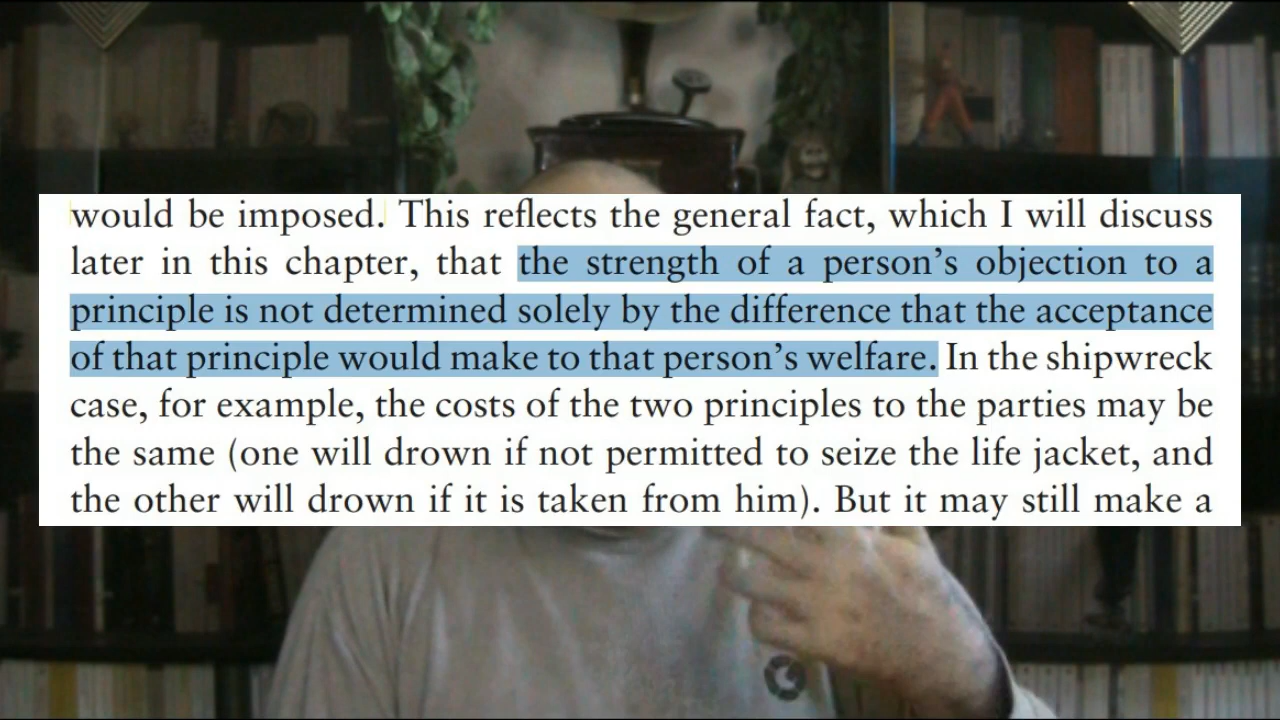 would be imposed. This reflects the general fact, which I will discuss
later in this chapter, that the strength of a person’s objection to a
principle is not determined solely by the difference that the acceptance
of that principle would make to that person’s welfare. In the shipwreck
case, for example, the costs of the two principles to the parties may be
the same (one will drown if not permitted to seize the life jacket, and
the other will drown if it is taken from him). But it may still make a